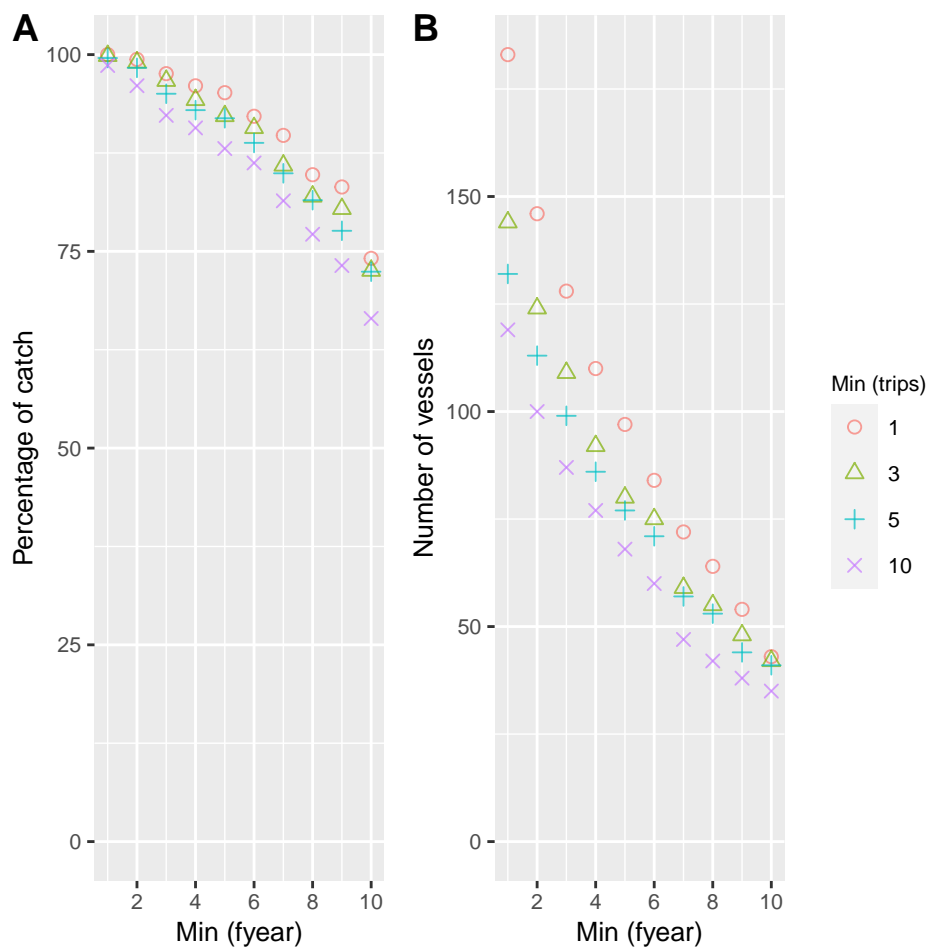 A
Percentage of catch
100
75
50
25
0
2 4 6 8 10
Min (fyear)
B
Number of vessels
150
100
50
0
2 4 6 8 10
Min (fyear)
Min (trips)
1
3
5
10